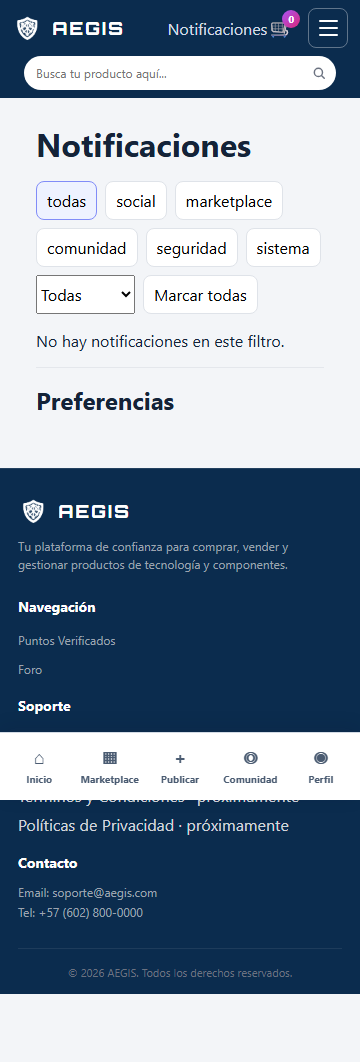 AEGIS
Notificaciones
0
Busca tu producto aquí...
Notificaciones
todas
social
marketplace
comunidad
seguridad
sistema
Todas
Marcar todas
No hay notificaciones en este filtro.
Preferencias
AEGIS
Tu plataforma de confianza para comprar, vender y
gestionar productos de tecnología y componentes.
Navegación
Puntos Verificados
Foro
Soporte
Inicio
Marketplace
Publicar
Comunidad
Perfil
Términos y Condiciones · próximamente
Políticas de Privacidad · próximamente
Contacto
Email: soporte@aegis.com
Tel: +57 (602) 800-0000
© 2026 AEGIS. Todos los derechos reservados.